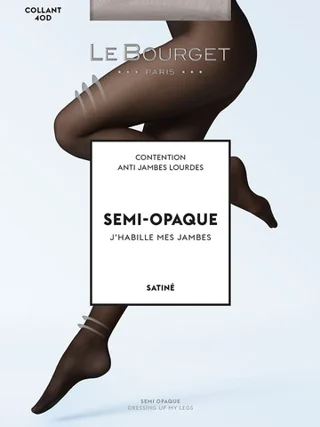 COLLANT
40D
LE BOURGET
PARIS
CONTENTION
ANTI JAMBES LOURDES
SEMI-OPAQUE
J'HABILLE MES JAMBES
SATINÉ
SEMI OPAQUE
DRESSING UP MY LEGS